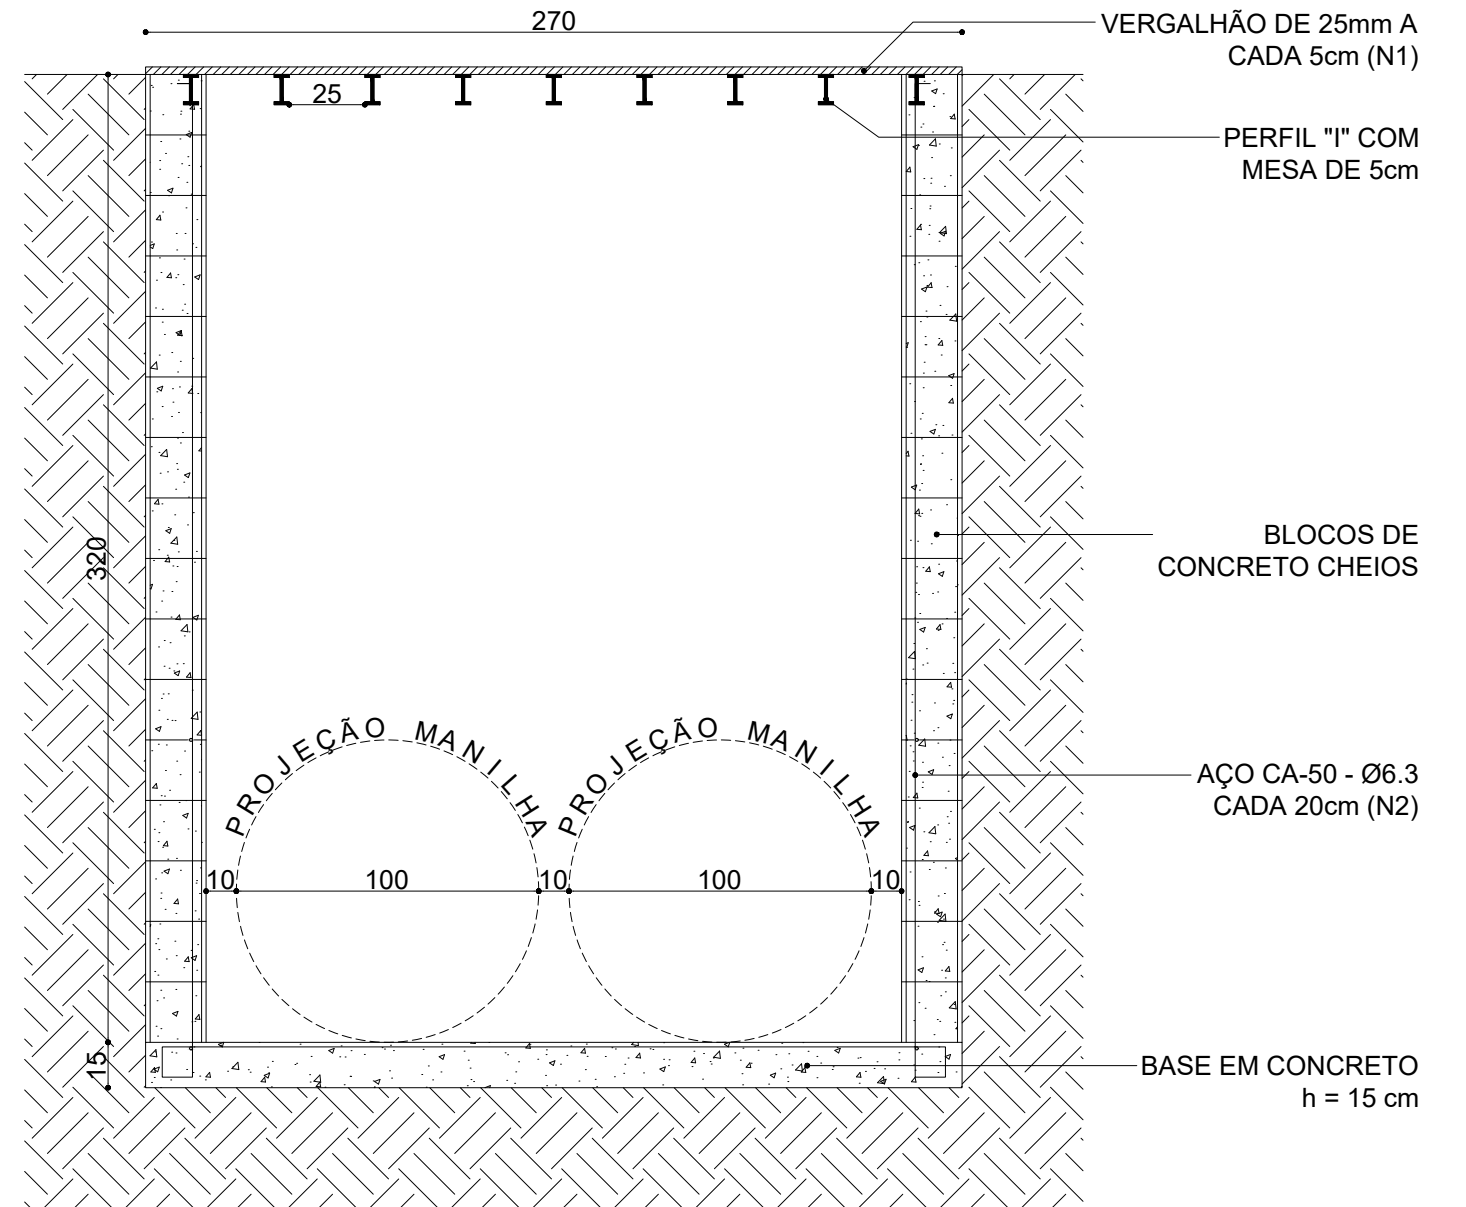 270
VERGALHÃO DE 25mm A
CADA 5cm (N1)
25
PERFIL "I" COM
MESA DE 5cm
320
BLOCOS DE
CONCRETO CHEIOS
PROJEÇÃO MANILHA
PROJEÇÃO MANILHA
AÇO CA-50 - Ø6.3
CADA 20cm (N2)
10
100
10
100
10
15
BASE EM CONCRETO
h = 15 cm